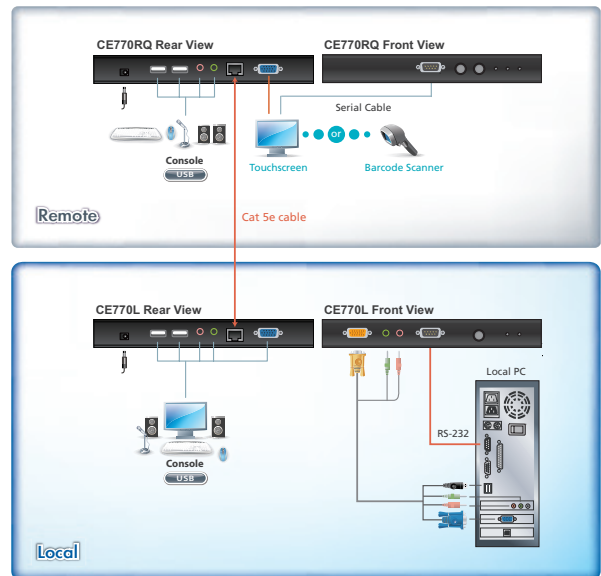 CE770RQ Rear View
CE770RQ Front View
Serial Cable
or
Console
USB
Touchscreen
Barcode Scanner
Remote
Cat 5e cable
CE770L Rear View
CE770L Front View
Local PC
RS-232
Console
USB
Local